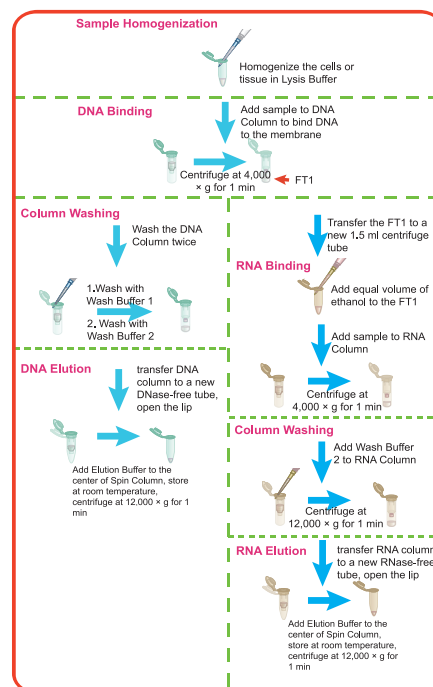 Sample Homogenization
Homogenize the cells or
tissue in Lysis Buffer
DNA Binding
Add sample to DNA
Column to bind DNA
to the membrane
Centrifuge at 4,000
× g for 1 min
FT1
Column Washing
Wash the DNA
Column twice
1.Wash with
Wash Buffer 1
2. Wash with
Wash Buffer 2
DNA Elution
transfer DNA
column to a new
DNase-free tube,
open the lip
Add Elution Buffer to the
center of Spin Column, store
at room temperature,
centrifuge at 12,000 × g for 1
min
Transfer the FT1 to a
new 1.5 ml centrifuge
tube
RNA Binding
Add equal volume of
ethanol to the FT1
Add sample to RNA
Column
Centrifuge at
4,000 × g for 1 min
Column Washing
Add Wash Buffer
2 to RNA Column
Centrifuge at
12,000 × g for 1 min
RNA Elution
transfer RNA column
to a new RNase-free
tube, open the lip
Add Elution Buffer to the
center of Spin Column,
store at room temperature,
centrifuge at 12,000 × g for
1 min